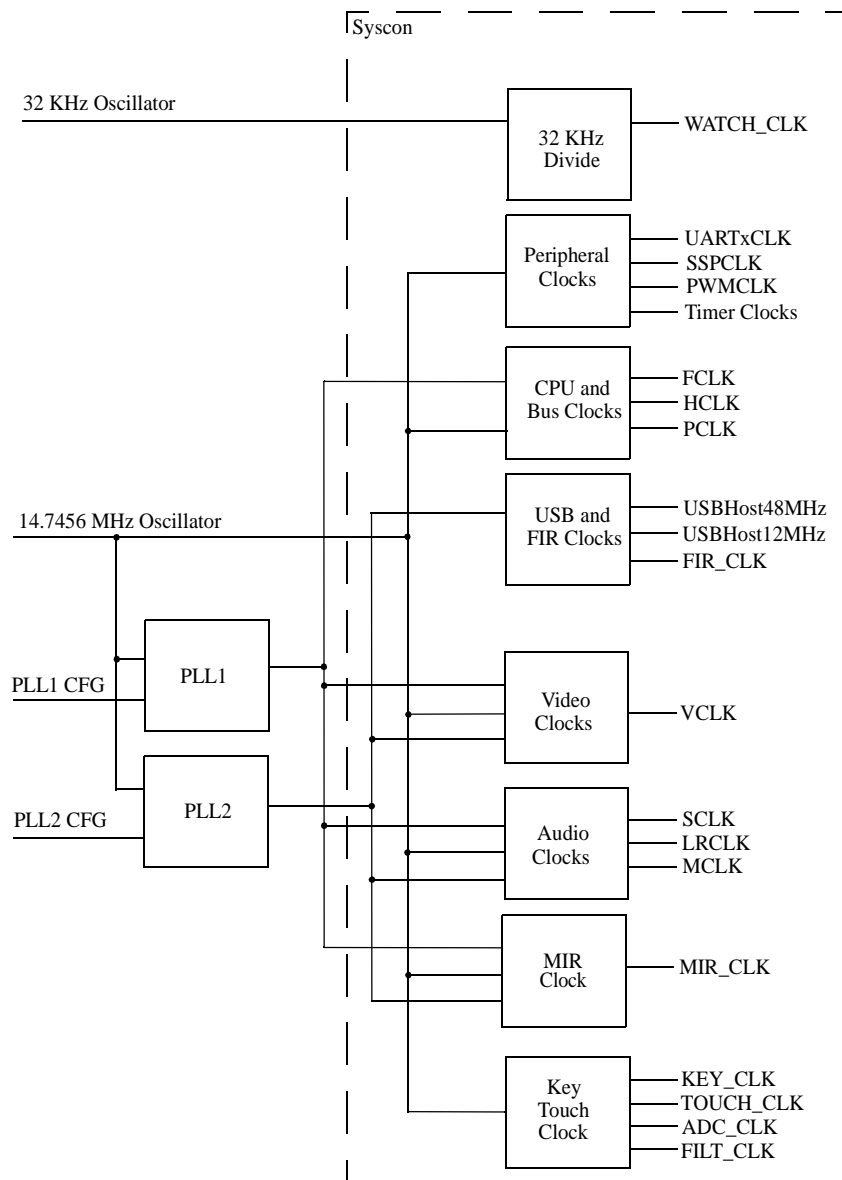 Syscon
32 KHz Oscillator
32 KHz
Divide
WATCH_CLK
Peripheral
Clocks
UARTxCLK
SSPCLK
PWMCLK
Timer Clocks
CPU and
Bus Clocks
FCLK
HCLK
PCLK
14.7456 MHz Oscillator
USB and
FIR Clocks
USBHost48MHz
USBHost12MHz
FIR_CLK
PLL1 CFG
PLL1
Video
Clocks
VCLK
PLL2 CFG
PLL2
Audio
Clocks
SCLK
LRCLK
MCLK
MIR
Clock
MIR_CLK
Key
Touch
Clock
KEY_CLK
TOUCH_CLK
ADC_CLK
FILT_CLK